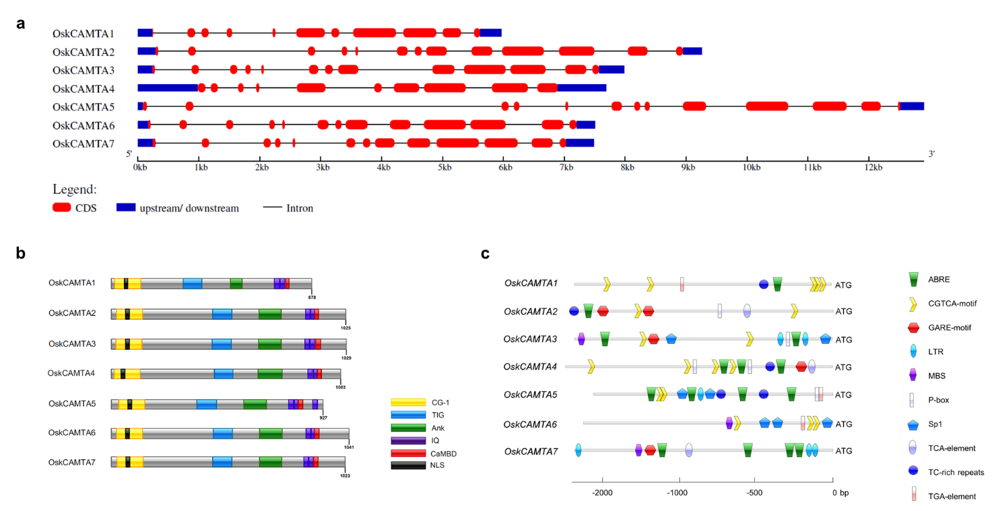 a
OskCAMTA1
OskCAMTA2
OskCAMTA3
OskCAMTA4
OskCAMTA5
OskCAMTA6
OskCAMTA7
5'
3'
0kb 1kb 2kb 3kb 4kb 5kb 6kb 7kb 8kb 9kb 10kb 11kb 12kb
Legend:
CDS upstream/ downstream Intron
b
OskCAMTA1
878
OskCAMTA2
1025
OskCAMTA3
1029
OskCAMTA4
1003
OskCAMTA5
927
OskCAMTA6
1041
OskCAMTA7
1023
CG-1
TIG
Ank
IQ
CaMBD
NLS
c
OskCAMTA1 ATG
OskCAMTA2 ATG
OskCAMTA3 ATG
OskCAMTA4 ATG
OskCAMTA5 ATG
OskCAMTA6 ATG
OskCAMTA7 ATG
-2000 -1000 -500 0 bp
ABRE
CGTCA-motif
GARE-motif
LTR
MBS
P-box
Sp1
TCA-element
TC-rich repeats
TGA-element